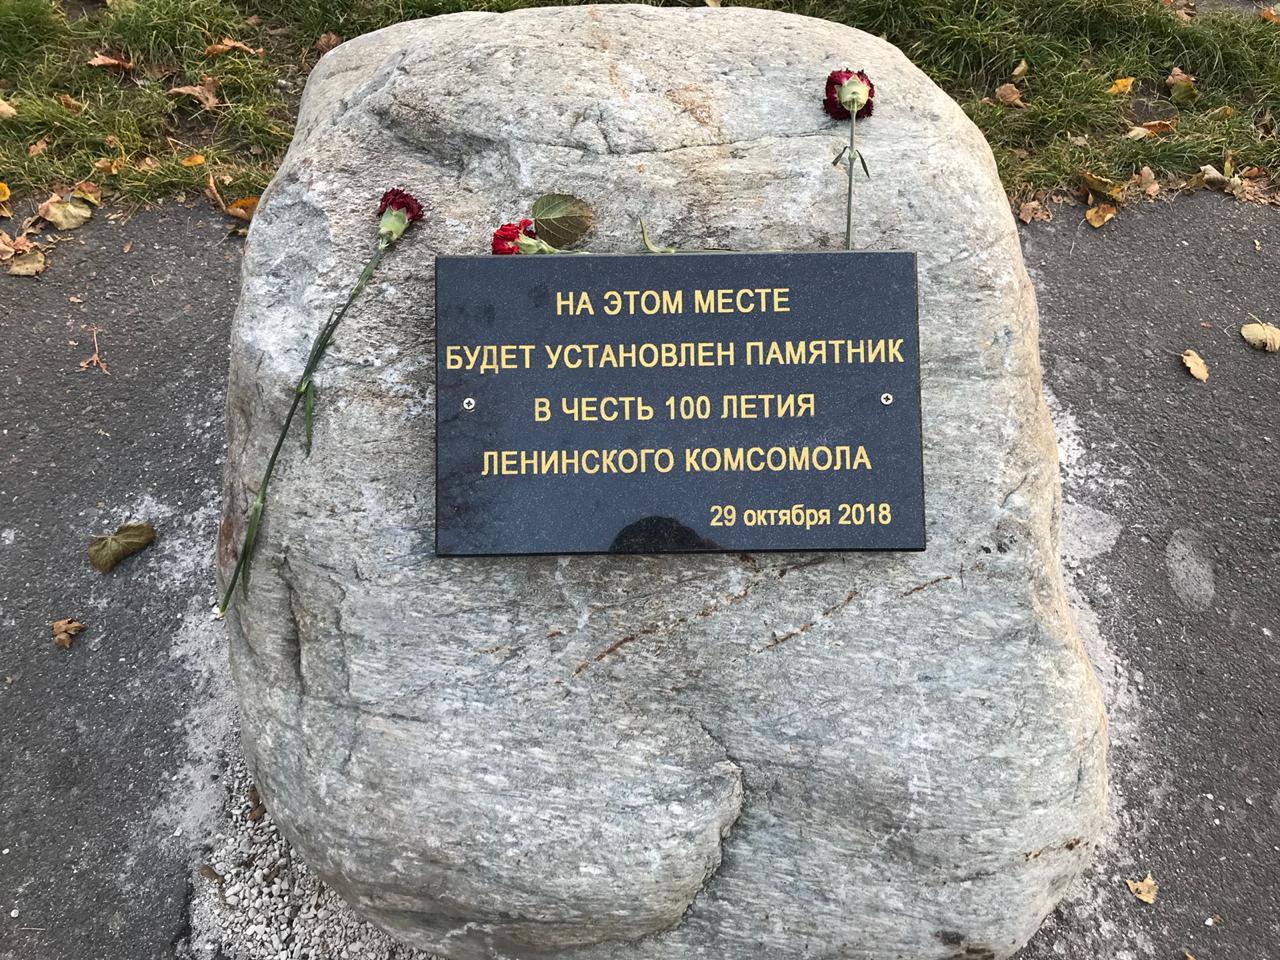 НА ЭТОМ МЕСТЕ
БУДЕТ УСТАНОВЛЕН ПАМЯТНИК
В ЧЕСТЬ 100 ЛЕТИЯ
ЛЕНИНСКОГО КОМСОМОЛА
29 октября 2018